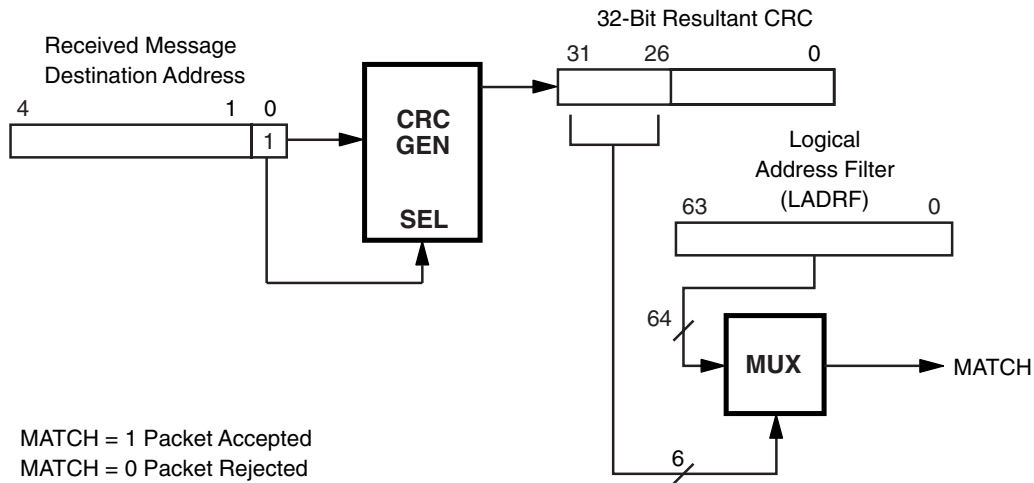 32-Bit Resultant CRC
Received Message
Destination Address
31 26 0
4 1 0
1
CRC
GEN
SEL
Logical
Address Filter
(LADRF)
63 0
64
MUX
MATCH
6
MATCH = 1 Packet Accepted
MATCH = 0 Packet Rejected